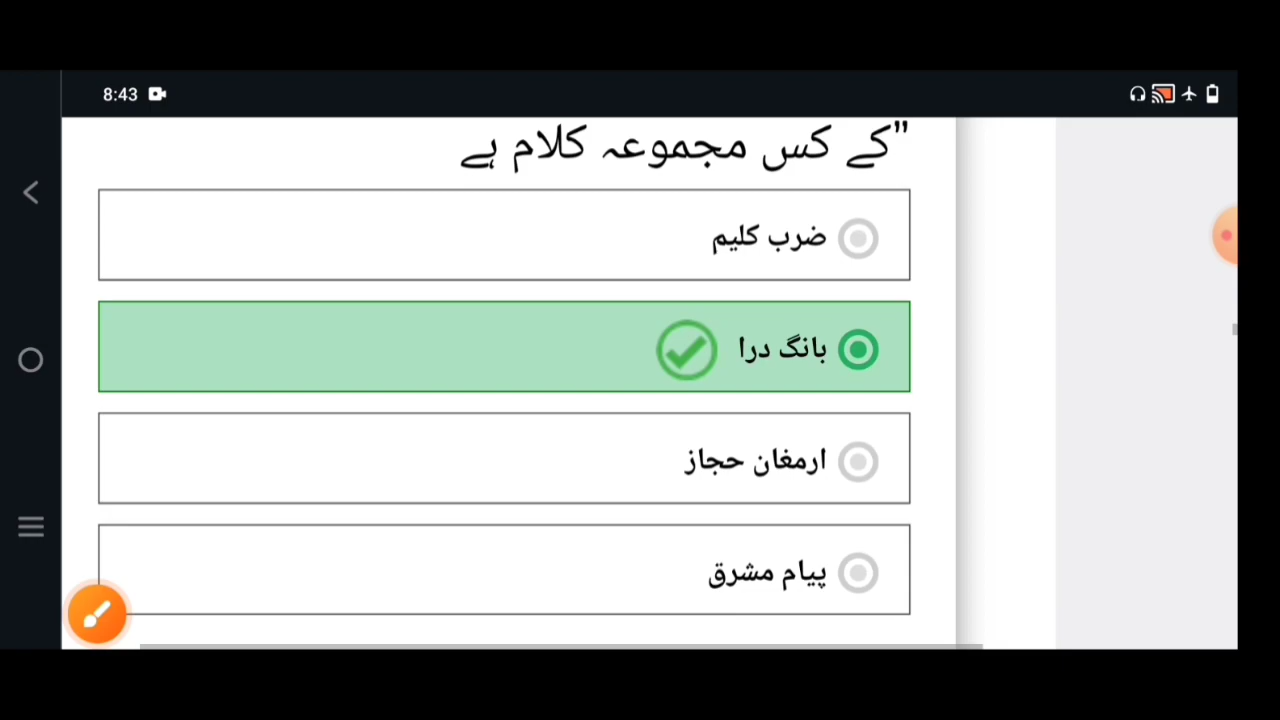 8:43
"کے کس مجموعہ کلام ہے
ضرب کلیم
بانگ درا
ارمغان حجاز
پیام مشرق